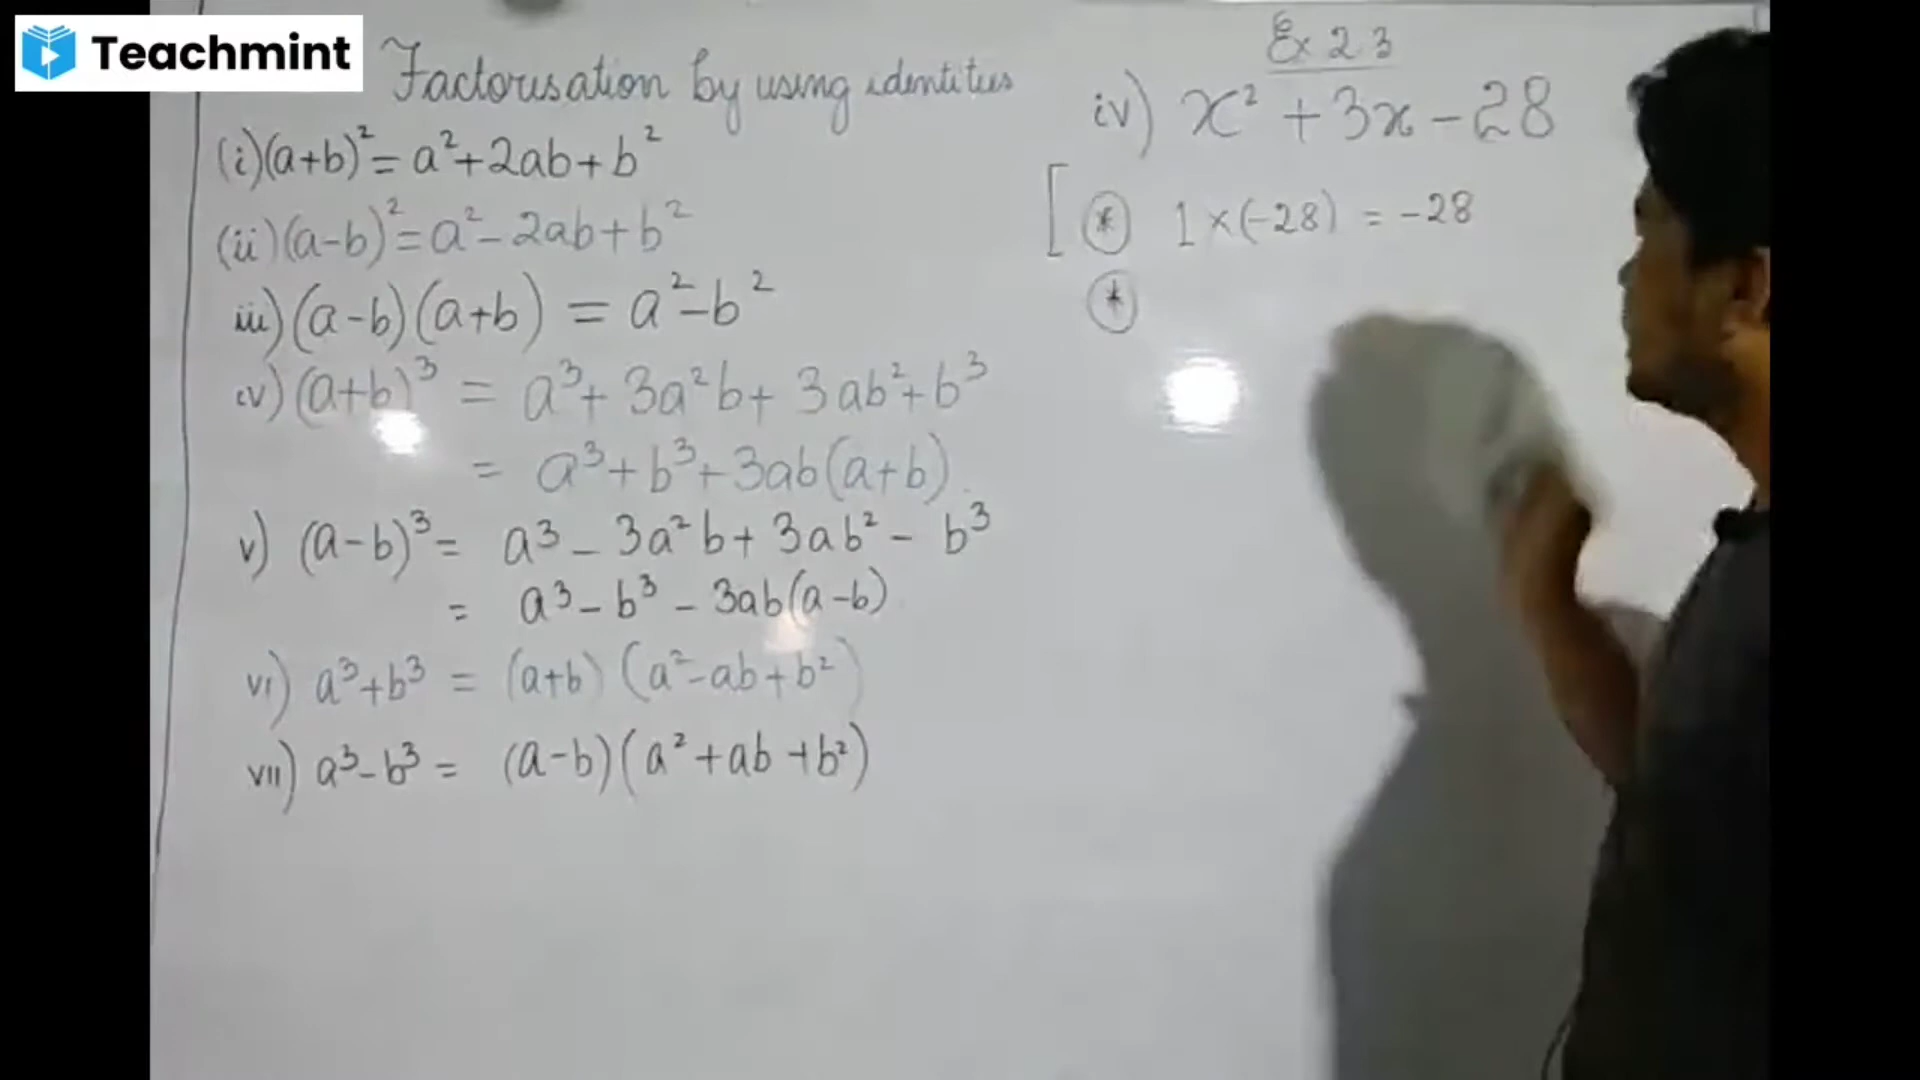 Teachmint
Factorisation by using identities
(i) (a+b)² = a²+2ab+b²
(ii) (a-b)² = a²-2ab+b²
iii) (a-b)(a+b) = a²-b²
iv) (a+b)³ = a³+3a²b+3ab²+b³
= a³+b³+3ab(a+b)
v) (a-b)³ = a³-3a²b+3ab²-b³
= a³-b³-3ab(a-b)
vi) a³+b³ = (a+b)(a²-ab+b²)
vii) a³-b³ = (a-b)(a²+ab+b²)
Ex 2.3
iv) x²+3x-28
[ * 1×(-28) = -28
*